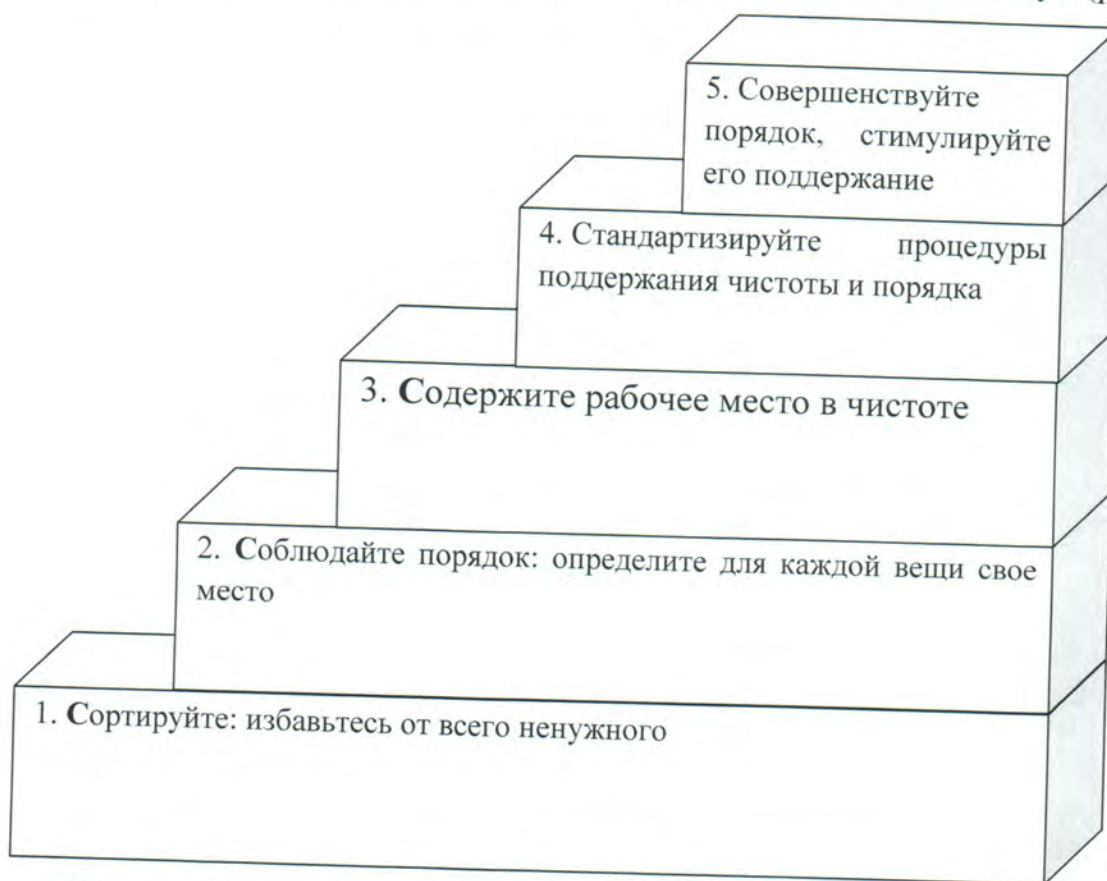 5. Совершенствуйте
порядок, стимулируйте
его поддержание
4. Стандартизируйте процедуры
поддержания чистоты и порядка
3. Содержите рабочее место в чистоте
2. Соблюдайте порядок: определите для каждой вещи свое
место
1. Сортируйте: избавьтесь от всего ненужного